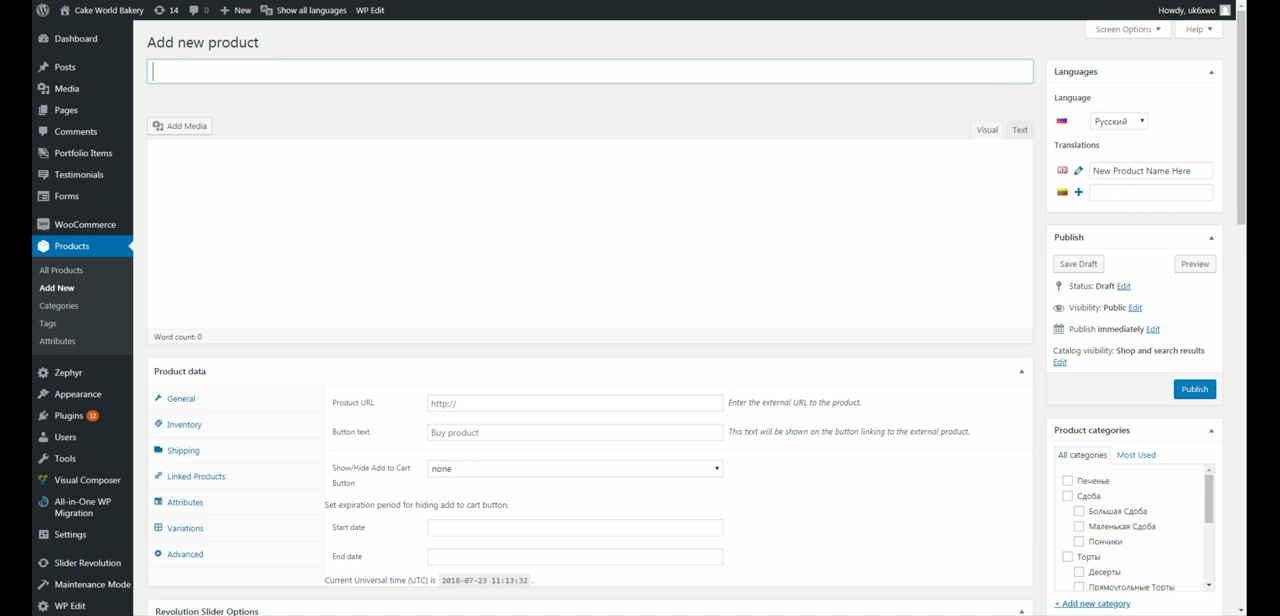 Cake World Bakery 14 0 New Show all languages WP Edit Howdy, uk6xwo
Screen Options Help
Dashboard
Posts
Media
Pages
Comments
Portfolio Items
Testimonials
Forms
WooCommerce
Products
All Products
Add New
Categories
Tags
Attributes
Zephyr
Appearance
Plugins 12
Users
Tools
Visual Composer
All-in-One WP
Migration
Settings
Slider Revolution
Maintenance Mode
WP Edit
Add new product
Add Media
Visual Text
Word count: 0
Product data
General
Inventory
Shipping
Linked Products
Attributes
Variations
Advanced
Product URL http:// Enter the external URL to the product.
Button text Buy product This text will be shown on the button linking to the external product.
Show/Hide Add to Cart none
Button
Set expiration period for hiding add to cart button.
Start date
End date
Current Universal time (UTC) is 2018-07-23 11:13:32 .
Revolution Slider Options
Languages
Language
Русский
Translations
New Product Name Here
Publish
Save Draft Preview
Status: Draft Edit
Visibility: Public Edit
Publish immediately Edit
Catalog visibility: Shop and search results
Edit
Publish
Product categories
All categories Most Used
Печенье
Сдоба
Большая Сдоба
Маленькая Сдоба
Пончики
Торты
Десерты
Прямоугольные Торты
+ Add new category